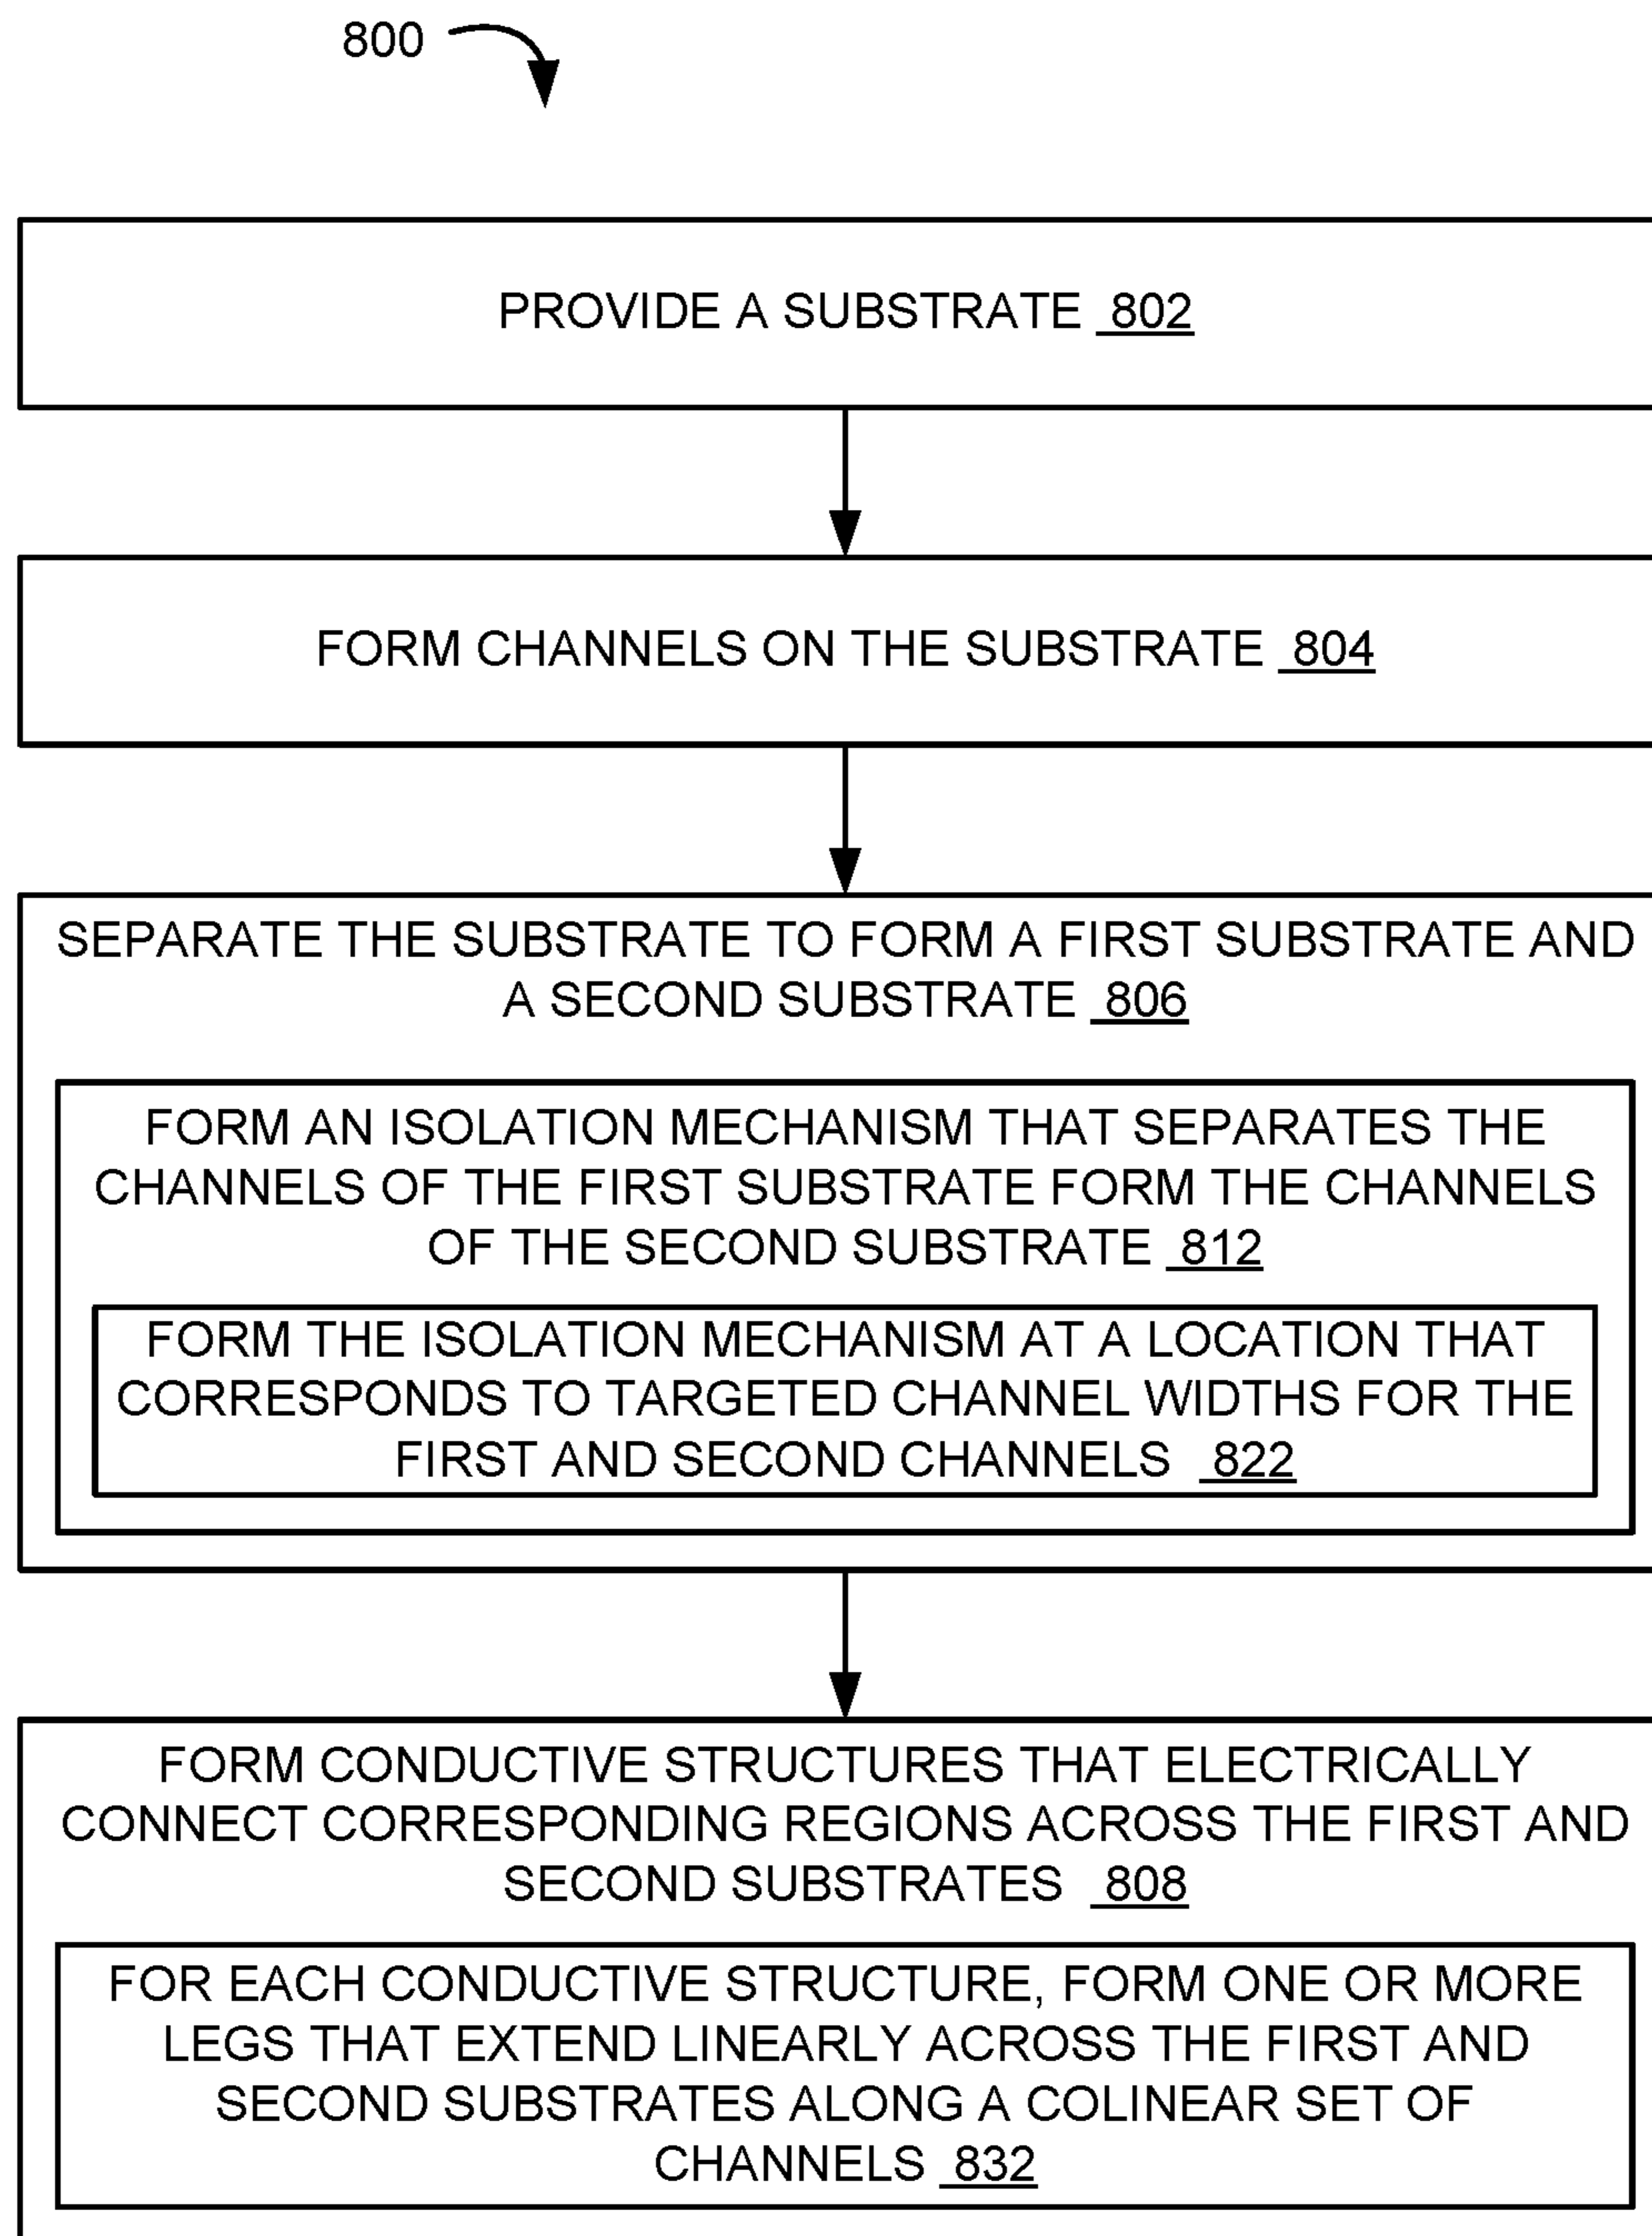 800
PROVIDE A SUBSTRATE 802
FORM CHANNELS ON THE SUBSTRATE 804
SEPARATE THE SUBSTRATE TO FORM A FIRST SUBSTRATE AND
A SECOND SUBSTRATE 806
FORM AN ISOLATION MECHANISM THAT SEPARATES THE
CHANNELS OF THE FIRST SUBSTRATE FORM THE CHANNELS
OF THE SECOND SUBSTRATE 812
FORM THE ISOLATION MECHANISM AT A LOCATION THAT
CORRESPONDS TO TARGETED CHANNEL WIDTHS FOR THE
FIRST AND SECOND CHANNELS 822
FORM CONDUCTIVE STRUCTURES THAT ELECTRICALLY
CONNECT CORRESPONDING REGIONS ACROSS THE FIRST AND
SECOND SUBSTRATES 808
FOR EACH CONDUCTIVE STRUCTURE, FORM ONE OR MORE
LEGS THAT EXTEND LINEARLY ACROSS THE FIRST AND
SECOND SUBSTRATES ALONG A COLINEAR SET OF
CHANNELS 832